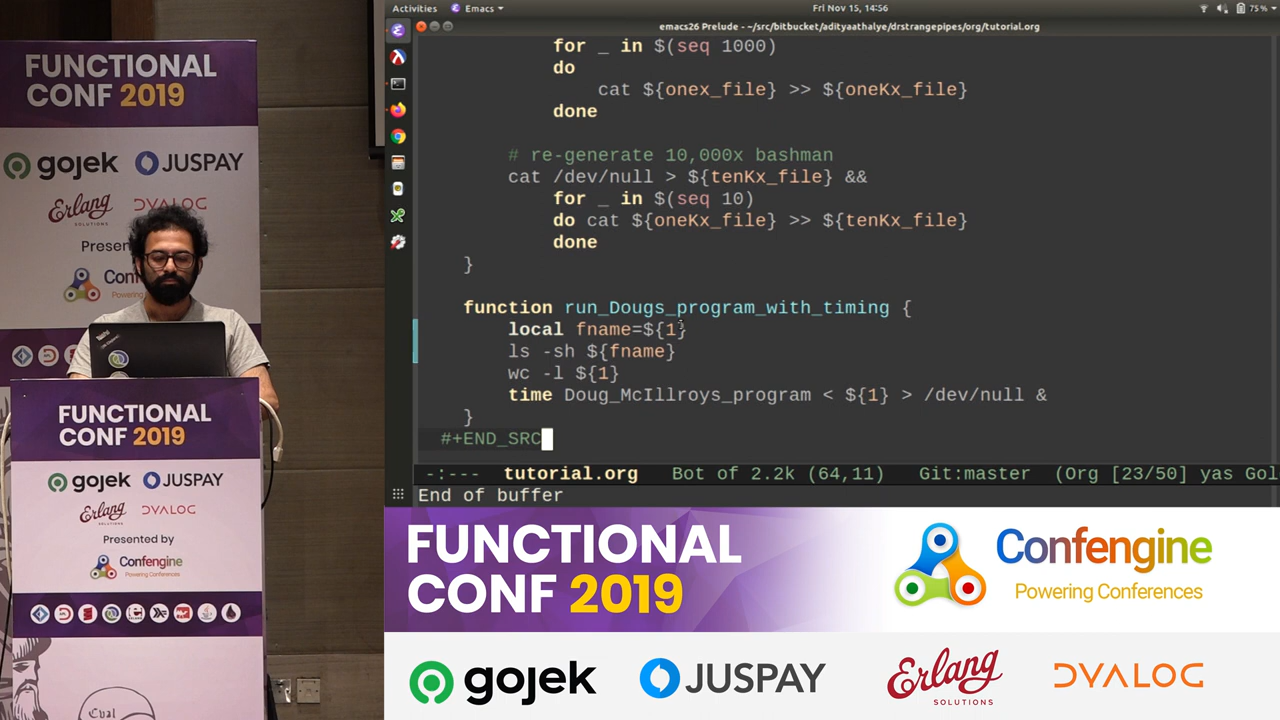 FUNCTIONAL
CONF 2019
gojek
JUSPAY
Erlang
SOLUTIONS
DYALOG
Presen
Conf
Powering
FUNCTIONAL
CONF 2019
gojek
JUSPAY
Erlang
SOLUTIONS
DYALOG
Presented by
Confengine
Powering Conferences
Activities
Emacs
Fri Nov 15, 14:56
75 %
emacs26 Prelude - ~/src/bitbucket/adityaathalye/drstrangepipes/org/tutorial.org
for _ in $(seq 1000)
do
cat ${onex_file} >> ${oneKx_file}
done
# re-generate 10,000x bashman
cat /dev/null > ${tenKx_file} &&
for _ in $(seq 10)
do cat ${oneKx_file} >> ${tenKx_file}
done
}
function run_Dougs_program_with_timing {
local fname=${1}
ls -sh ${fname}
wc -l ${1}
time Doug_McIllroys_program < ${1} > /dev/null &
}
#+END_SRC
-:--- tutorial.org Bot of 2.2k (64,11) Git:master (Org [23/50] yas Gol
End of buffer
FUNCTIONAL
CONF 2019
Confengine
Powering Conferences
gojek
JUSPAY
Erlang
SOLUTIONS
DYALOG